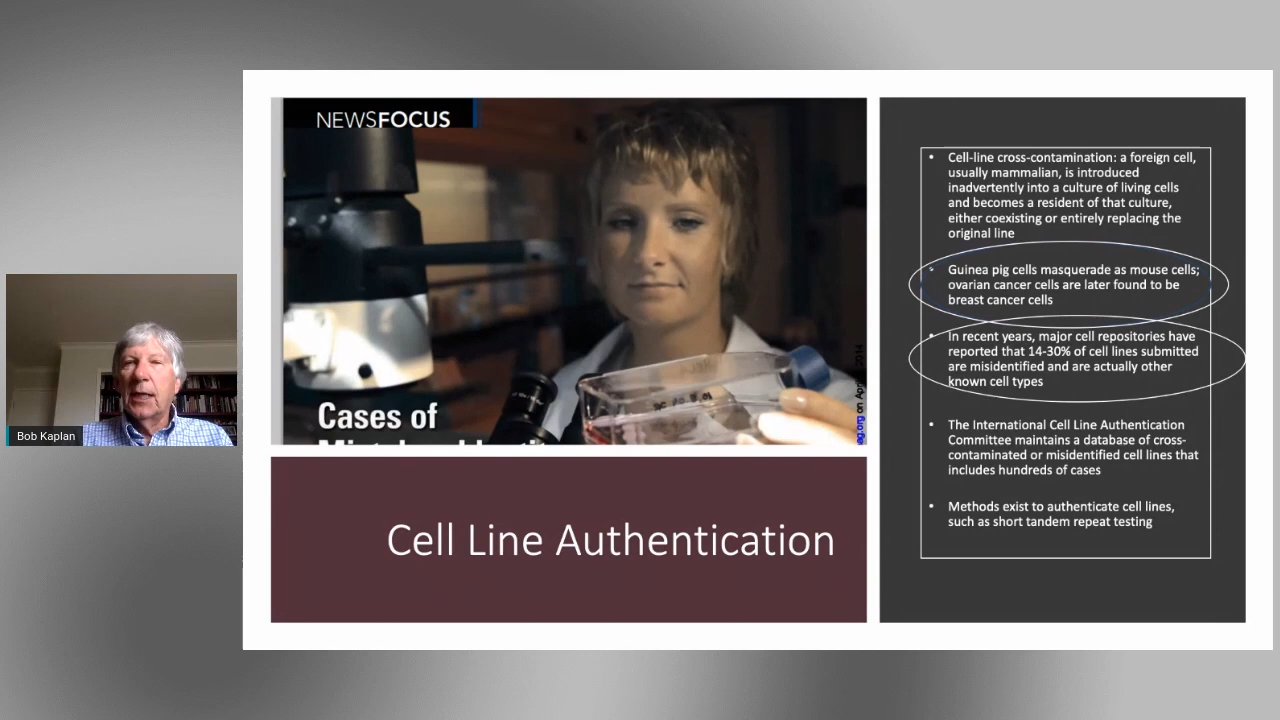 NEWSFOCUS
Cases of
on Apr
2014
Cell Line Authentication
• Cell-line cross-contamination: a foreign cell,
usually mammalian, is introduced
inadvertently into a culture of living cells
and becomes a resident of that culture,
either coexisting or entirely replacing the
original line
• Guinea pig cells masquerade as mouse cells;
ovarian cancer cells are later found to be
breast cancer cells
• In recent years, major cell repositories have
reported that 14-30% of cell lines submitted
are misidentified and are actually other
known cell types
• The International Cell Line Authentication
Committee maintains a database of cross-
contaminated or misidentified cell lines that
includes hundreds of cases
• Methods exist to authenticate cell lines,
such as short tandem repeat testing
Bob Kaplan